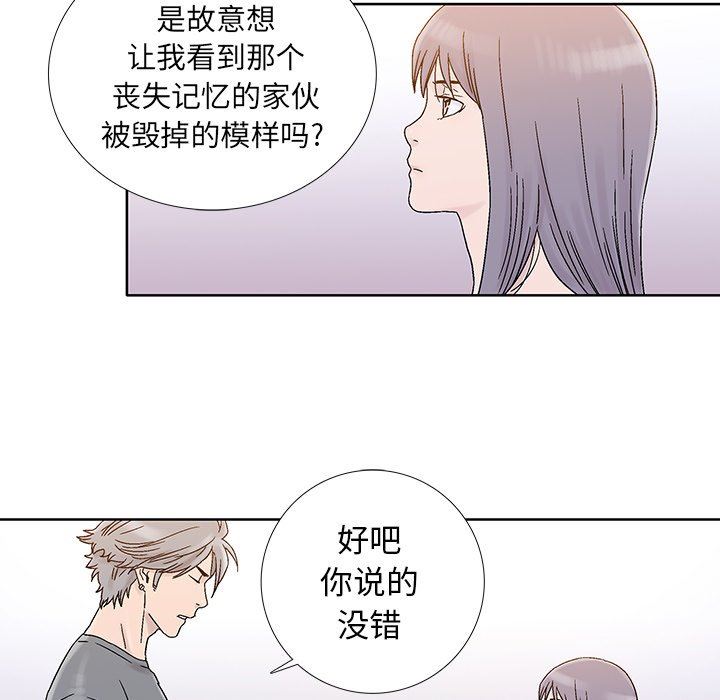 是故意想
让我看到那个
丧失记忆的家伙
被毁掉的模样吗?
好吧
你说的
没错